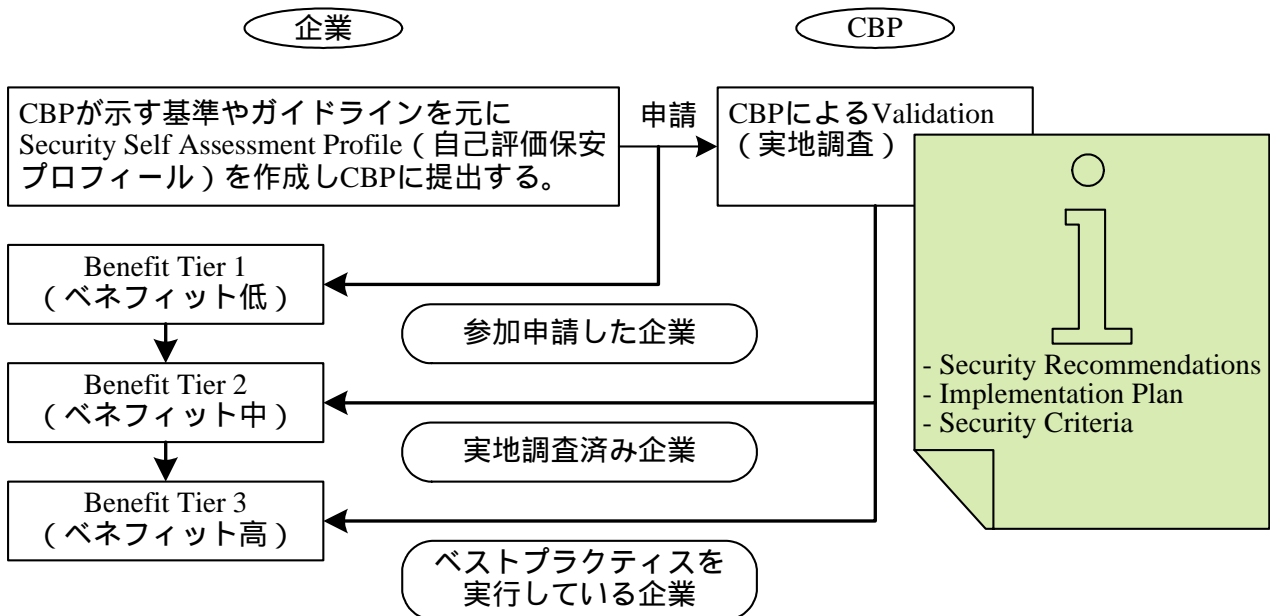 企業
CBP
CBPが示す基準やガイドラインを元に
Security Self Assessment Profile（自己評価保安
プロフィール）を作成しCBPに提出する。
申請
CBPによるValidation
（実地調査）
Benefit Tier 1
（ベネフィット低）
参加申請した企業
Benefit Tier 2
（ベネフィット中）
実地調査済み企業
Benefit Tier 3
（ベネフィット高）
ベストプラクティスを
実行している企業
i
- Security Recommendations
- Implementation Plan
- Security Criteria